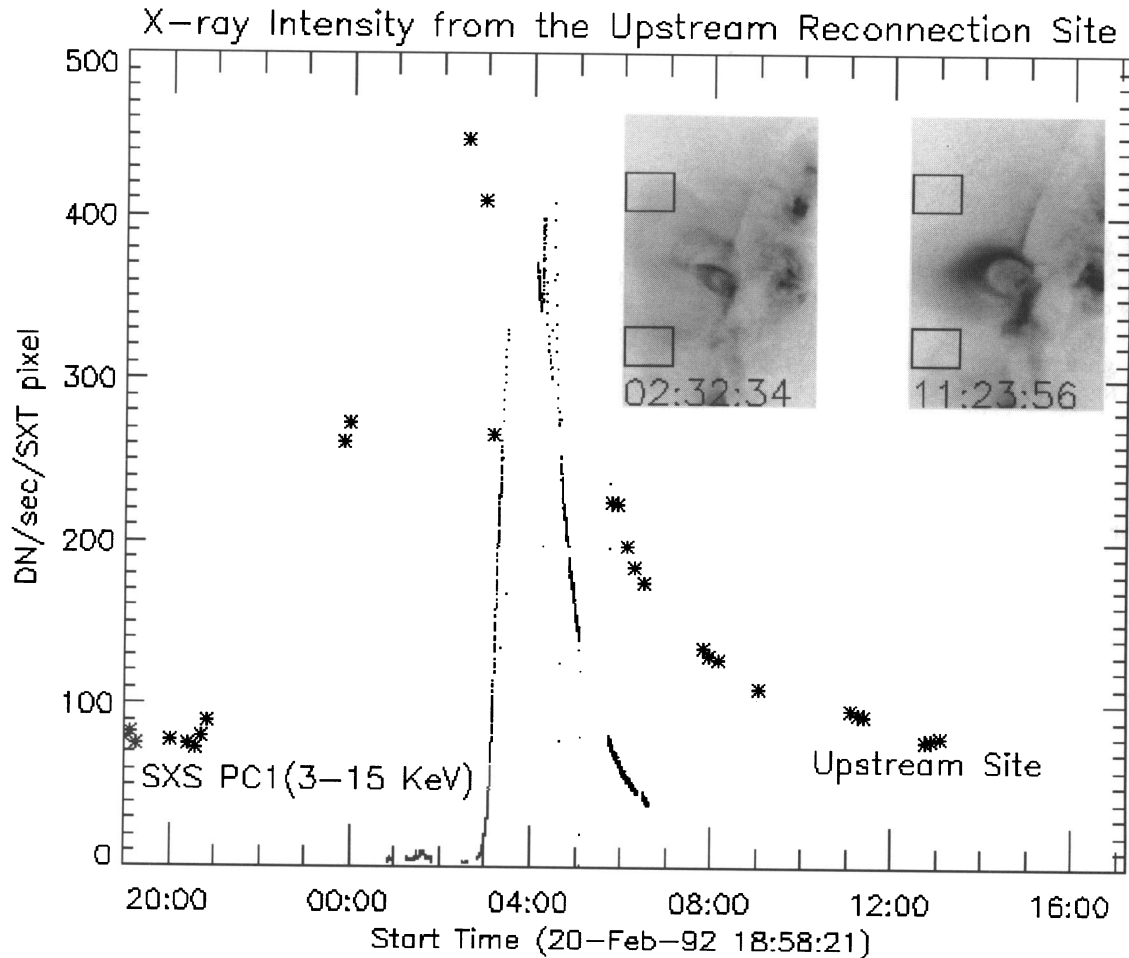 X-ray Intensity from the Upstream Reconnection Site
500
400
300
200
100
0
DN/sec/SXT pixel
02:32:34
11:23:56
SXS PC1(3-15 KeV)
Upstream Site
20:00
00:00
04:00
08:00
12:00
16:00
Start Time (20-Feb-92 18:58:21)